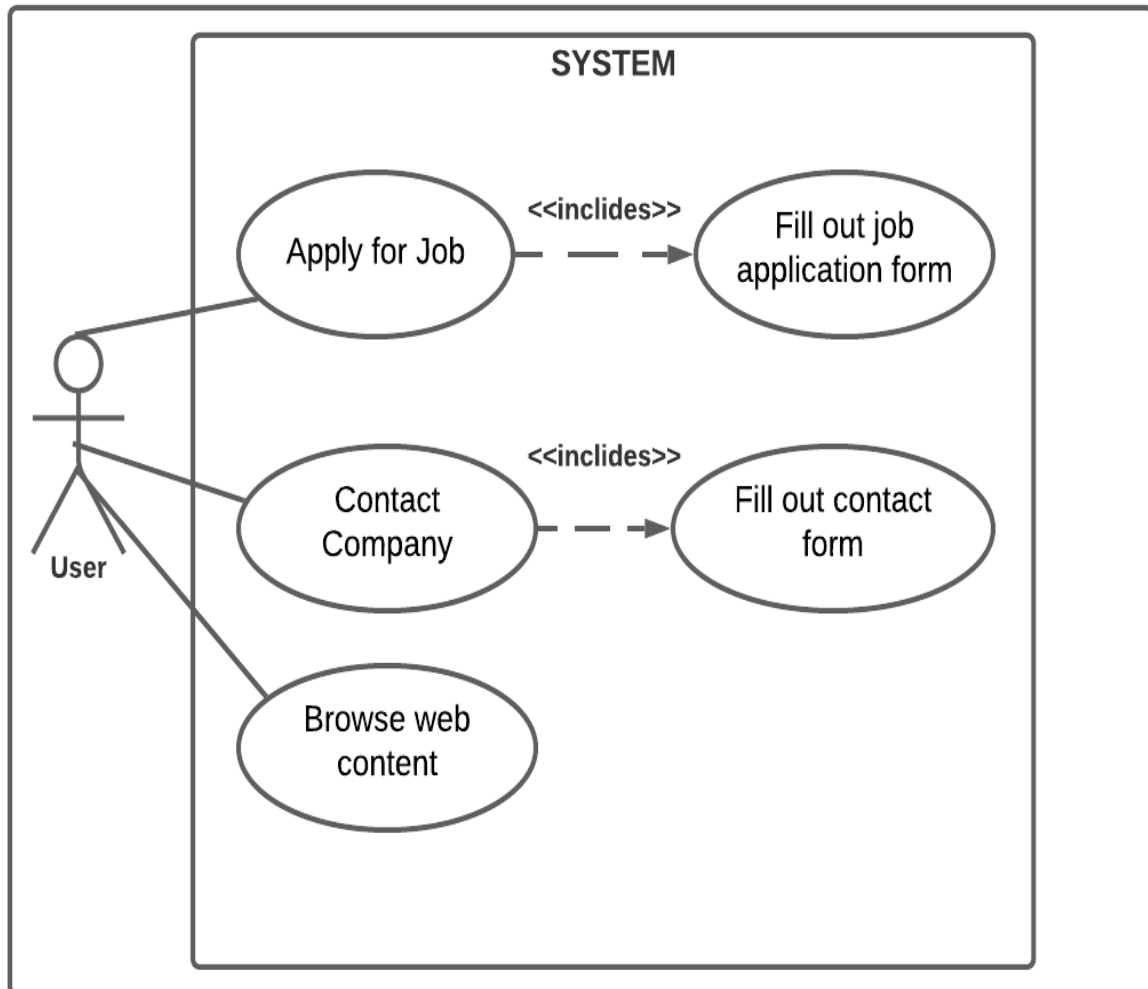 SYSTEM
Apply for Job
<<inclides>>
Fill out job
application form
Contact
Company
<<inclides>>
Fill out contact
form
User
Browse web
content